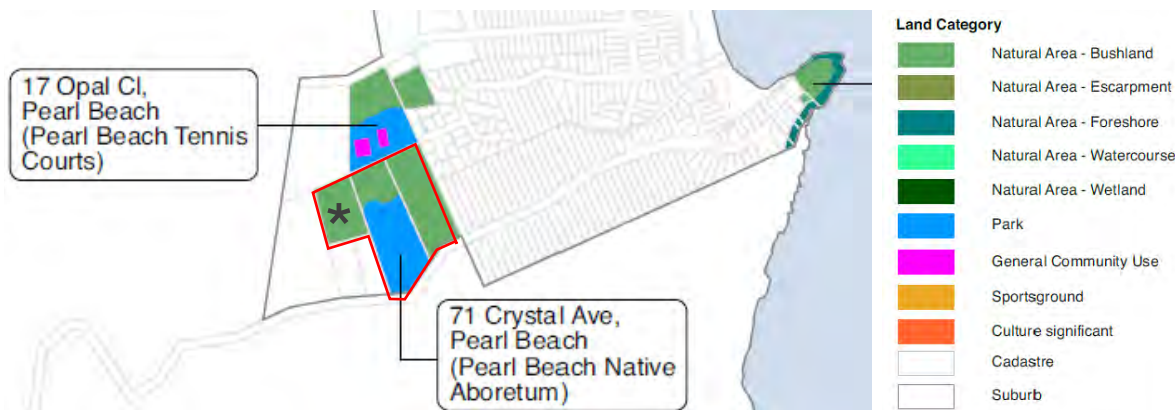 17 Opal Cl,
Pearl Beach
(Pearl Beach Tennis
Courts)
*
71 Crystal Ave,
Pearl Beach
(Pearl Beach Native
Aboretum)
Land Category
Natural Area - Bushland
Natural Area - Escarpment
Natural Area - Foreshore
Natural Area - Watercourse
Natural Area - Wetland
Park
General Community Use
Sportsground
Culture significant
Cadastre
Suburb